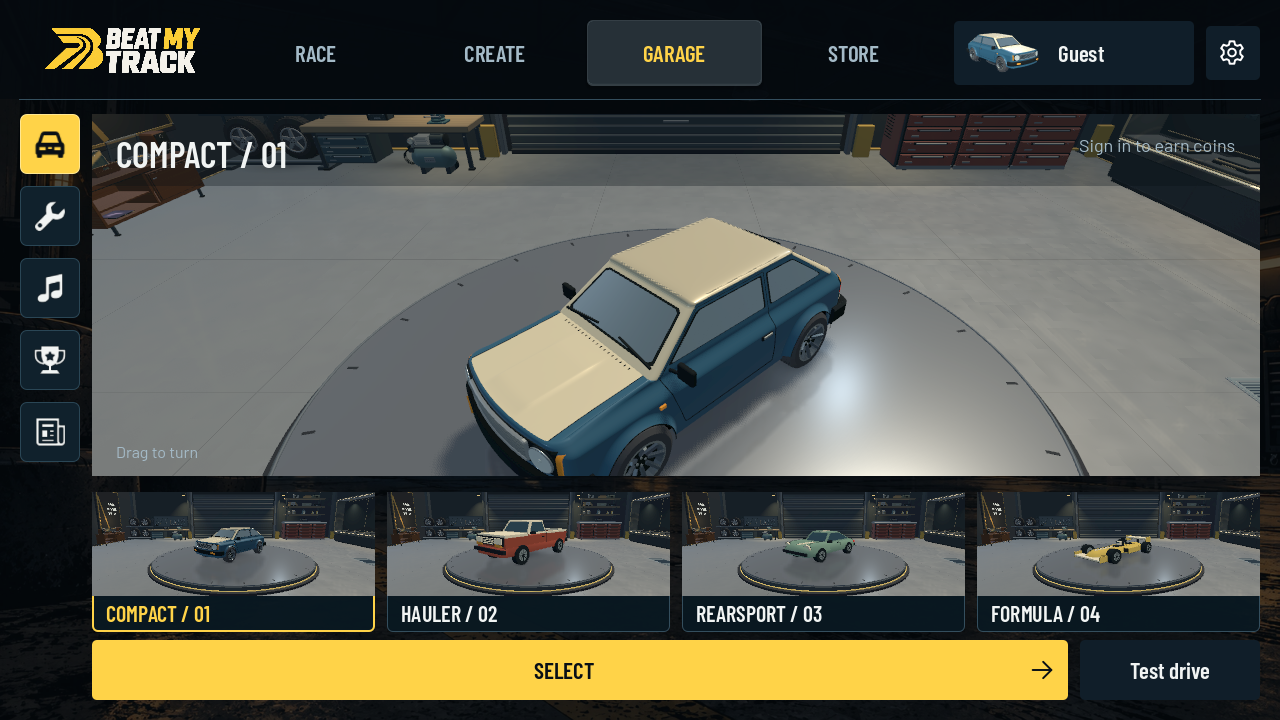 BEAT MY
TRACK
RACE
CREATE
GARAGE
STORE
Guest
COMPACT / 01
Sign in to earn coins
Drag to turn
COMPACT / 01
HAULER / 02
REARSPORT / 03
FORMULA / 04
SELECT
Test drive